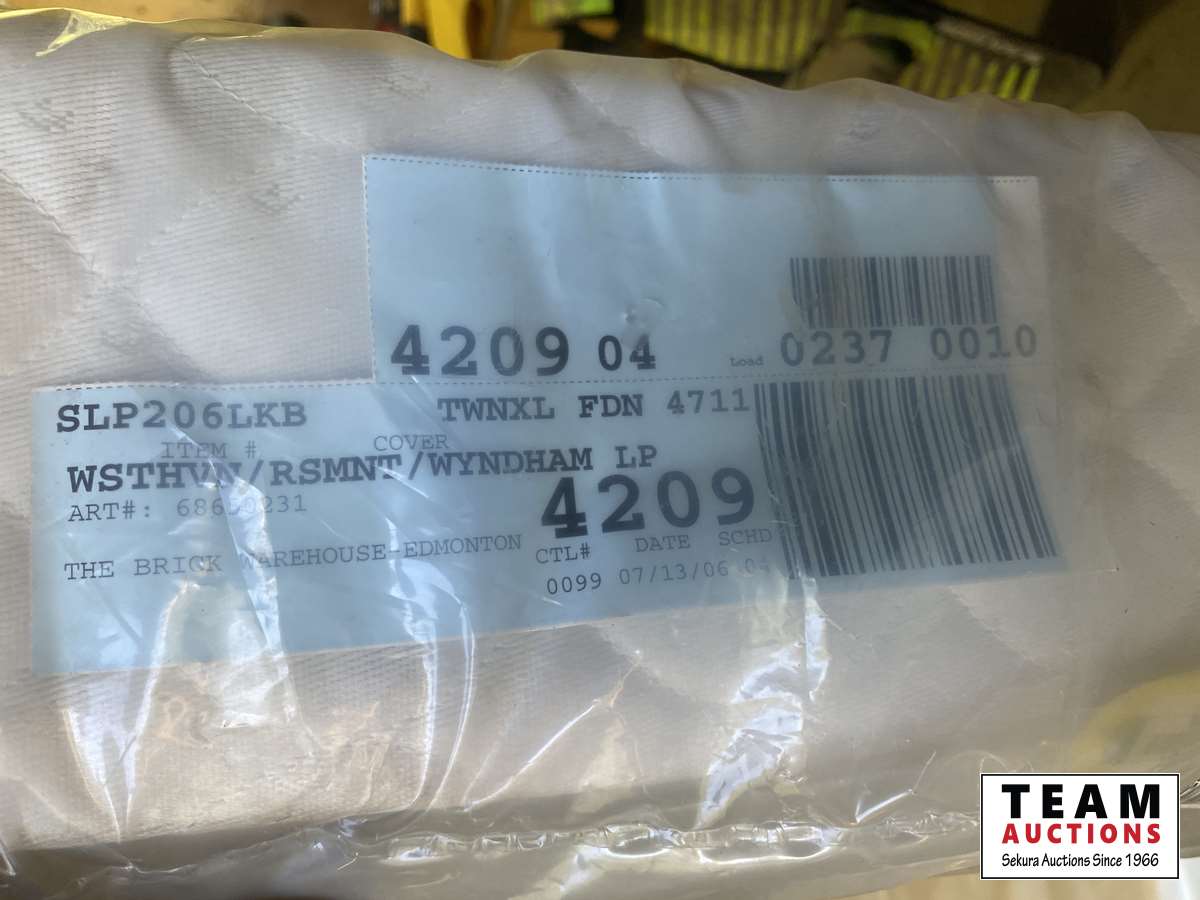 4209 04 Load 0237 0010
SLP206LKB TWNXL FDN 4711
ITEM # COVER
WSTHVN/RSMNT/WYNDHAM LP
ART#: 4209
THE BRICK WAREHOUSE-EDMONTON CTL# DATE SCHD
0099 07/13/06 04
TEAM
AUCTIONS
Sekura Auctions Since 1966